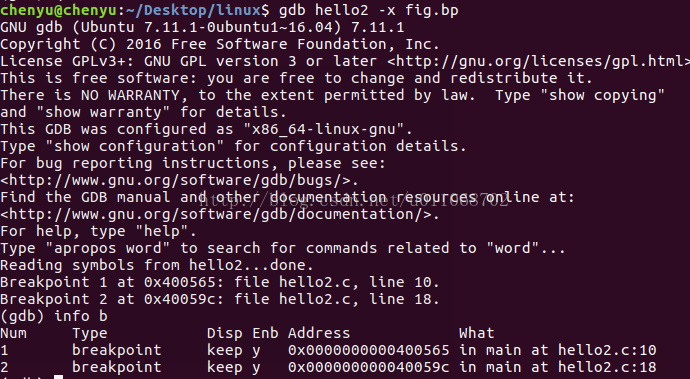 chenyu@chenyu:~/Desktop/linux$ gdb hello2 -x fig.bp
GNU gdb (Ubuntu 7.11.1-0ubuntu1~16.04) 7.11.1
Copyright (C) 2016 Free Software Foundation, Inc.
License GPLv3+: GNU GPL version 3 or later <http://gnu.org/licenses/gpl.html>
This is free software: you are free to change and redistribute it.
There is NO WARRANTY, to the extent permitted by law.  Type "show copying"
and "show warranty" for details.
This GDB was configured as "x86_64-linux-gnu".
Type "show configuration" for configuration details.
For bug reporting instructions, please see:
<http://www.gnu.org/software/gdb/bugs/>.
Find the GDB manual and other documentation resources online at:
<http://www.gnu.org/software/gdb/documentation/>.
For help, type "help".
Type "apropos word" to search for commands related to "word"...
Reading symbols from hello2...done.
Breakpoint 1 at 0x400565: file hello2.c, line 10.
Breakpoint 2 at 0x40059c: file hello2.c, line 18.
(gdb) info b
Num     Type           Disp Enb Address            What
1       breakpoint     keep y   0x0000000000400565 in main at hello2.c:10
2       breakpoint     keep y   0x000000000040059c in main at hello2.c:18